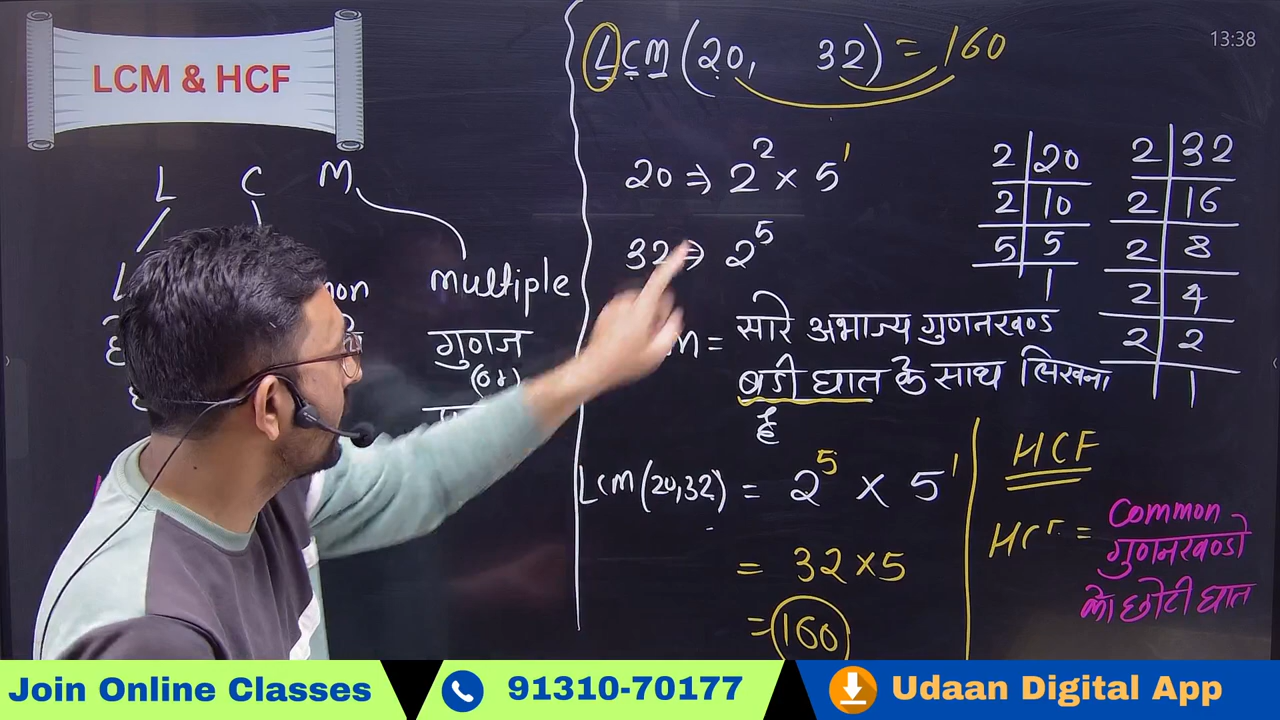 LCM & HCF
L C M
multiple
गुणज
(or)
LCM (20, 32) = 160
13:38
20 ⇒ 2² × 5¹
32 ⇒ 2⁵
2 | 20
2 | 10
5 | 5
1
2 | 32
2 | 16
2 | 8
2 | 4
2 | 2
1
M = सारे अभाज्य गुणनखण्ड
बडी घात के साथ लिखना
है
LCM (20,32) = 2⁵ × 5¹
= 32 × 5
= 160
HCF
HCF = Common
गुणनखण्डो
की छोटी घात
Join Online Classes
91310-70177
Udaan Digital App